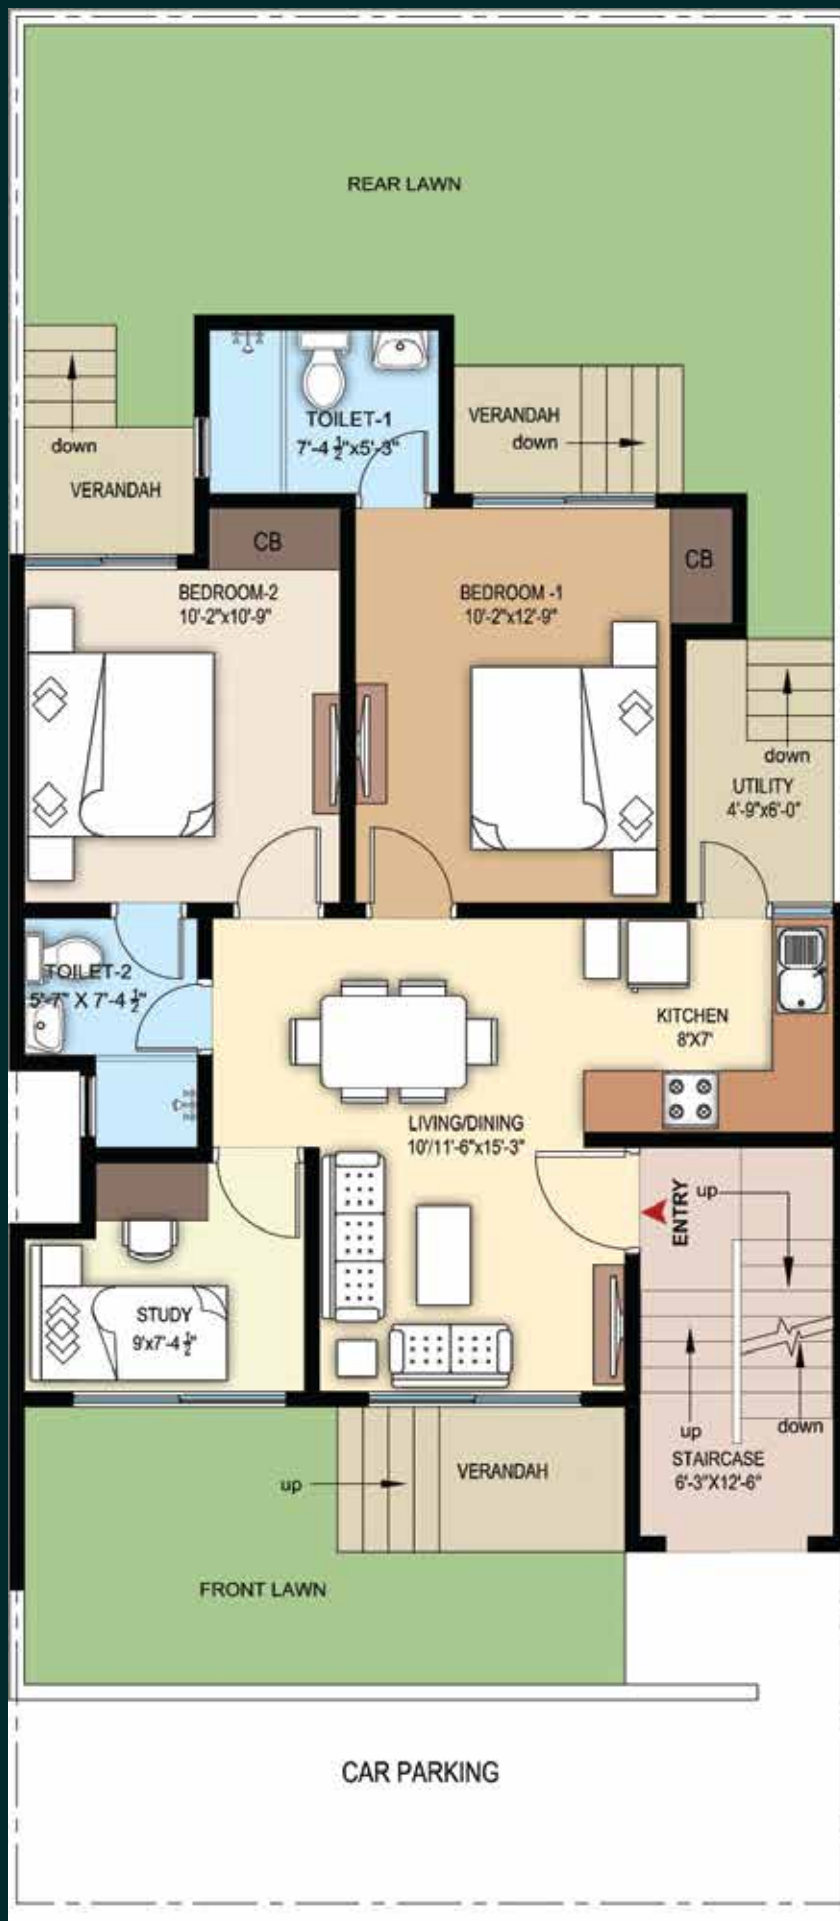 REAR LAWN
TOILET-1
7'-4 ½"x5'-3"
VERANDAH
down
down
VERANDAH
CB
CB
BEDROOM-2
10'-2"x10'-9"
BEDROOM -1
10'-2"x12'-9"
down
UTILITY
4'-9"x6'-0"
TOILET-2
5'-7" X 7'-4 ½"
KITCHEN
8'X7'
LIVING/DINING
10'/11'-6"x15'-3"
ENTRY
up
STUDY
9'x7'-4 ½"
up
down
STAIRCASE
6'-3"X12'-6"
VERANDAH
up
FRONT LAWN
CAR PARKING